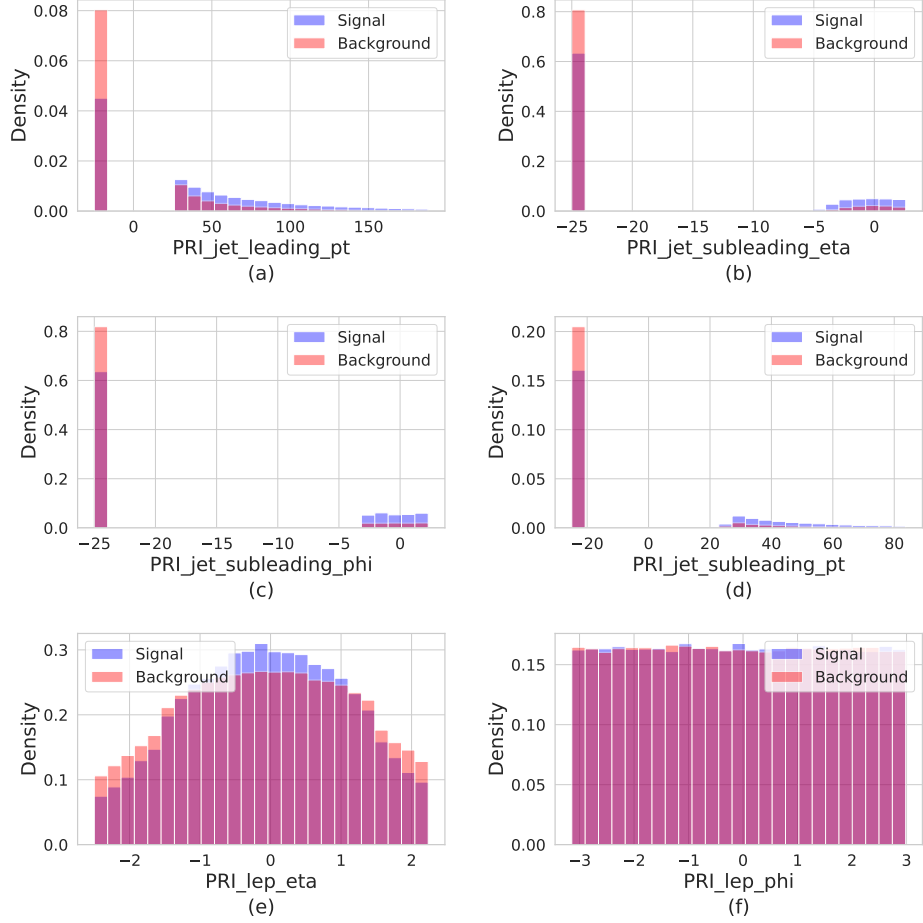 0.08
0.06
0.04
0.02
0.00
Density
Signal
Background
0 50 100 150
PRI_jet_leading_pt
(a)
0.8
0.6
0.4
0.2
0.0
Density
Signal
Background
−25 −20 −15 −10 −5 0
PRI_jet_subleading_eta
(b)
0.8
0.6
0.4
0.2
0.0
Density
Signal
Background
−25 −20 −15 −10 −5 0
PRI_jet_subleading_phi
(c)
0.20
0.15
0.10
0.05
0.00
Density
Signal
Background
−20 0 20 40 60 80
PRI_jet_subleading_pt
(d)
0.3
0.2
0.1
0.0
Density
Signal
Background
−2 −1 0 1 2
PRI_lep_eta
(e)
0.15
0.10
0.05
0.00
Density
Signal
Background
−3 −2 −1 0 1 2 3
PRI_lep_phi
(f)